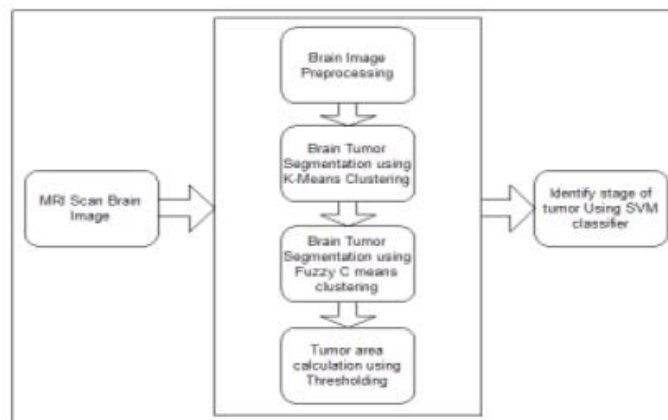 MRI Scan Brain
Image
Brain Image
Preprocessing
Brain Tumor
Segmentation using
K-Means Clustering
Brain Tumor
Segmentation using
Fuzzy C means
clustering
Tumor area
calculation using
Thresholding
Identify stage of
tumor Using SVM
classifier